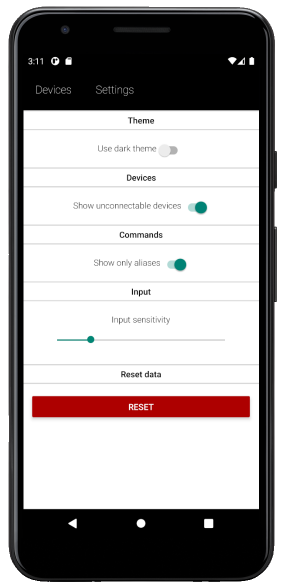 3:11
Devices Settings
Theme
Use dark theme
Devices
Show unconnectable devices
Commands
Show only aliases
Input
Input sensitivity
Reset data
RESET